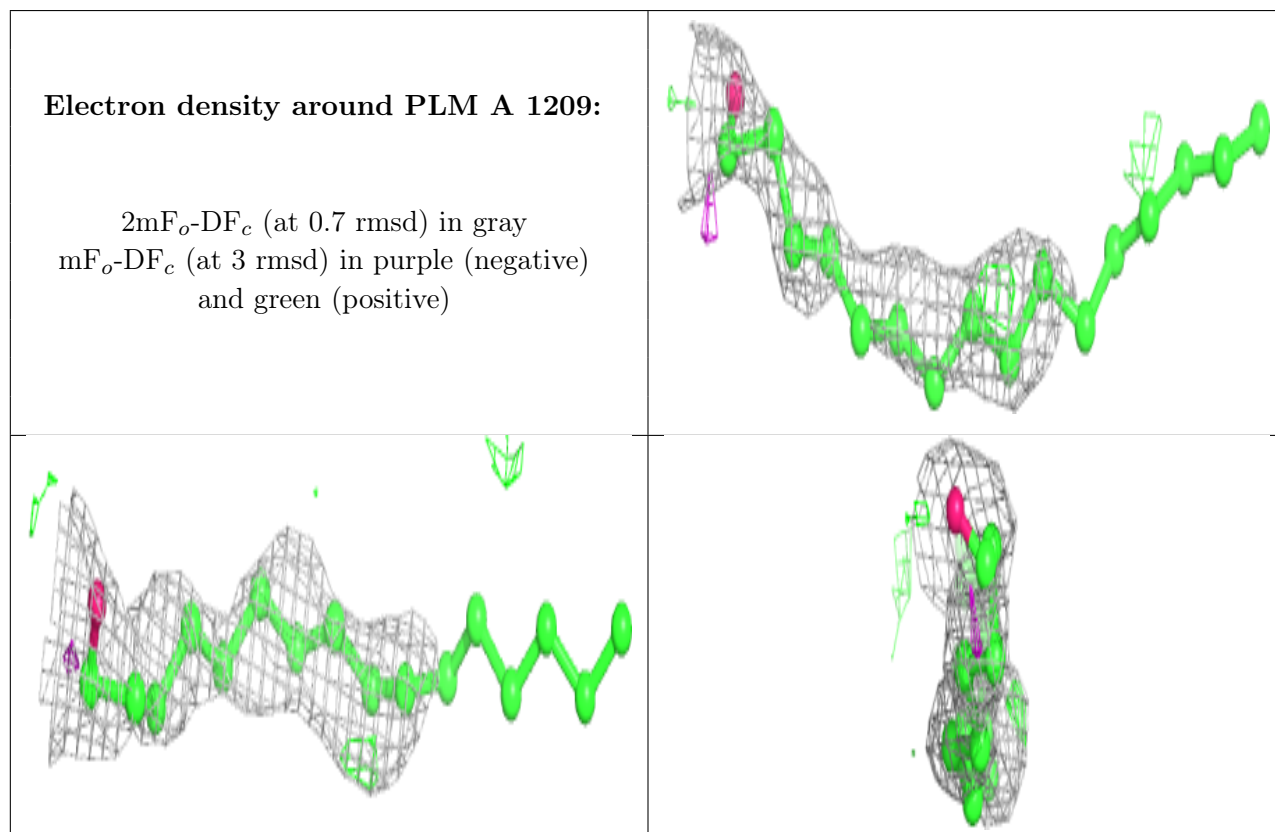 Electron density around PLM A 1209:
2mFo-DFc (at 0.7 rmsd) in gray
mFo-DFc (at 3 rmsd) in purple (negative)
and green (positive)